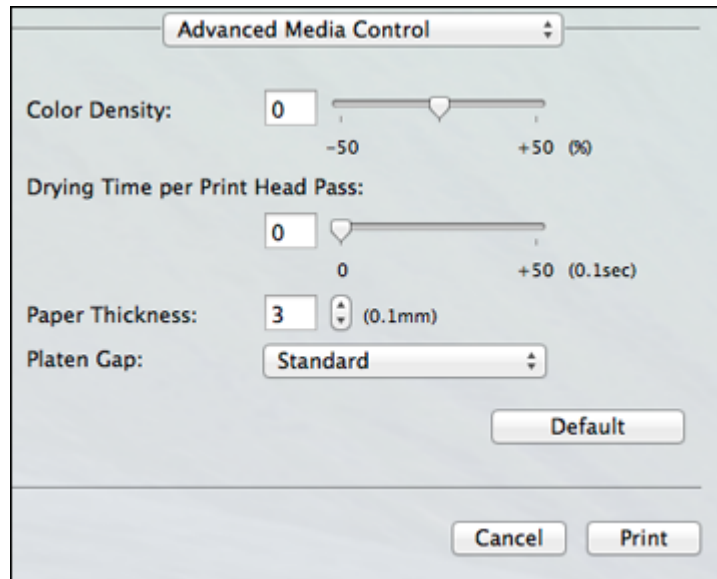 Advanced Media Control
Color Density: 0
-50 +50 (%)
Drying Time per Print Head Pass:
0
0 +50 (0.1sec)
Paper Thickness: 3 (0.1mm)
Platen Gap: Standard
Default
Cancel Print